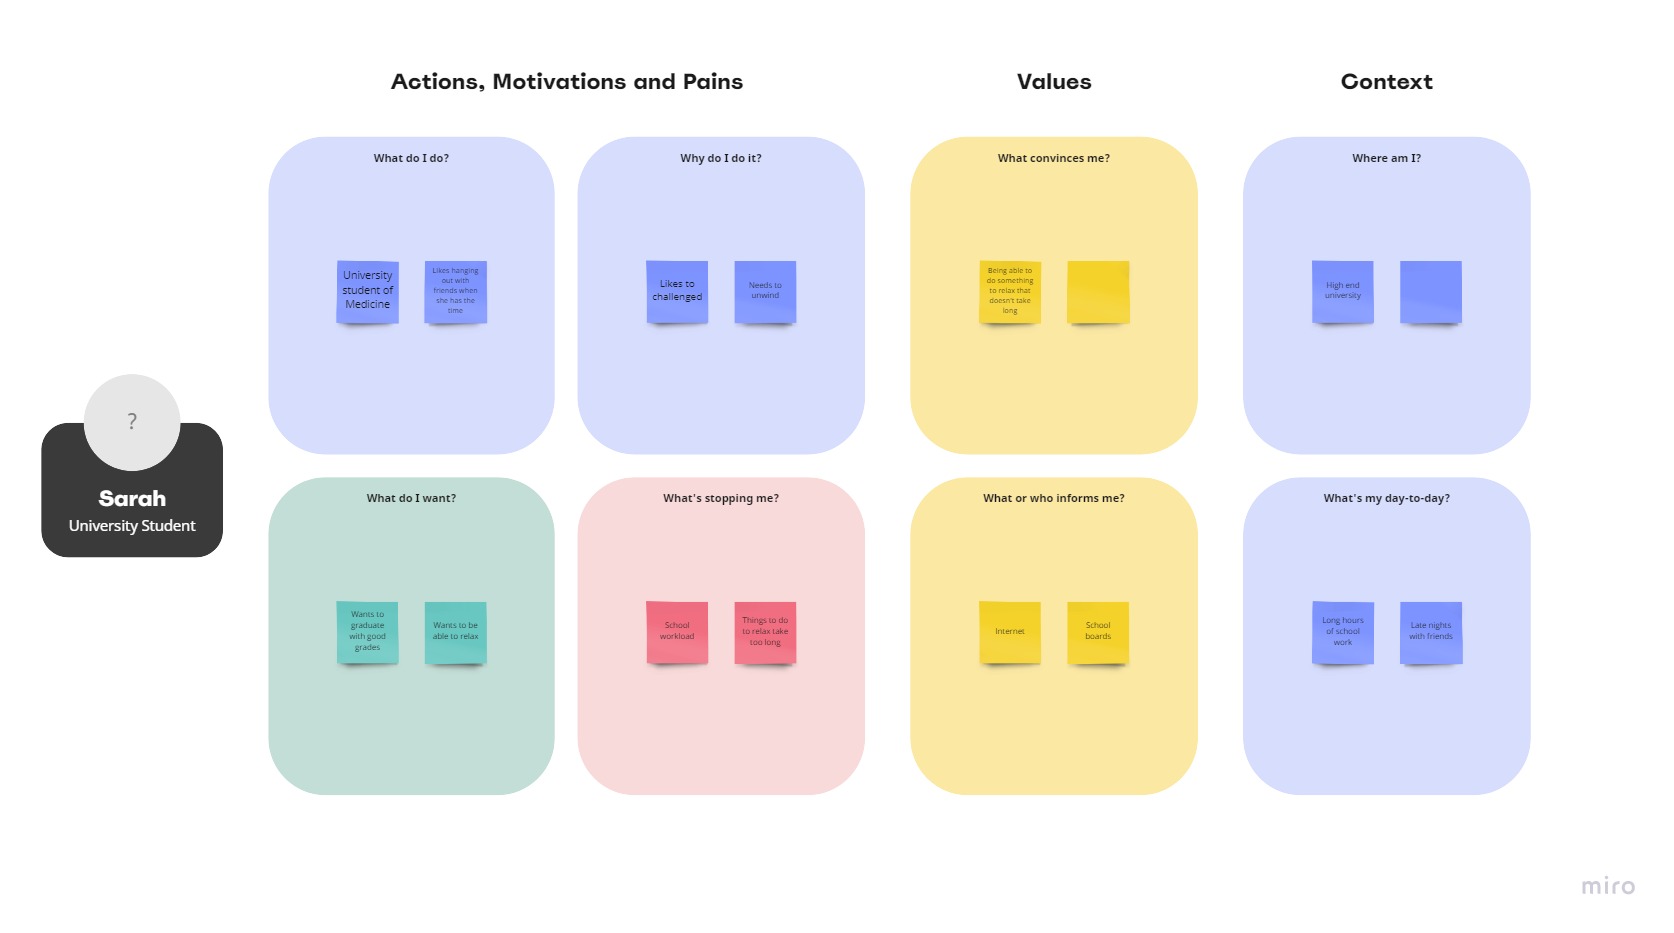 Actions, Motivations and Pains
Values
Context
What do I do?
University
student of
Medicine
Likes hanging
out with
friends when
she has the
time
Why do I do it?
Likes to
challenged
Needs to
unwind
What convinces me?
Being able to
do something
to relax that
doesn't take
long
Where am I?
High end
university
?
Sarah
University Student
What do I want?
Wants to
graduate
with good
grades
Wants to be
able to relax
What's stopping me?
School
workload
Things to do
to relax take
too long
What or who informs me?
Internet
School
boards
What's my day-to-day?
Long hours
of school
work
Late nights
with friends
miro